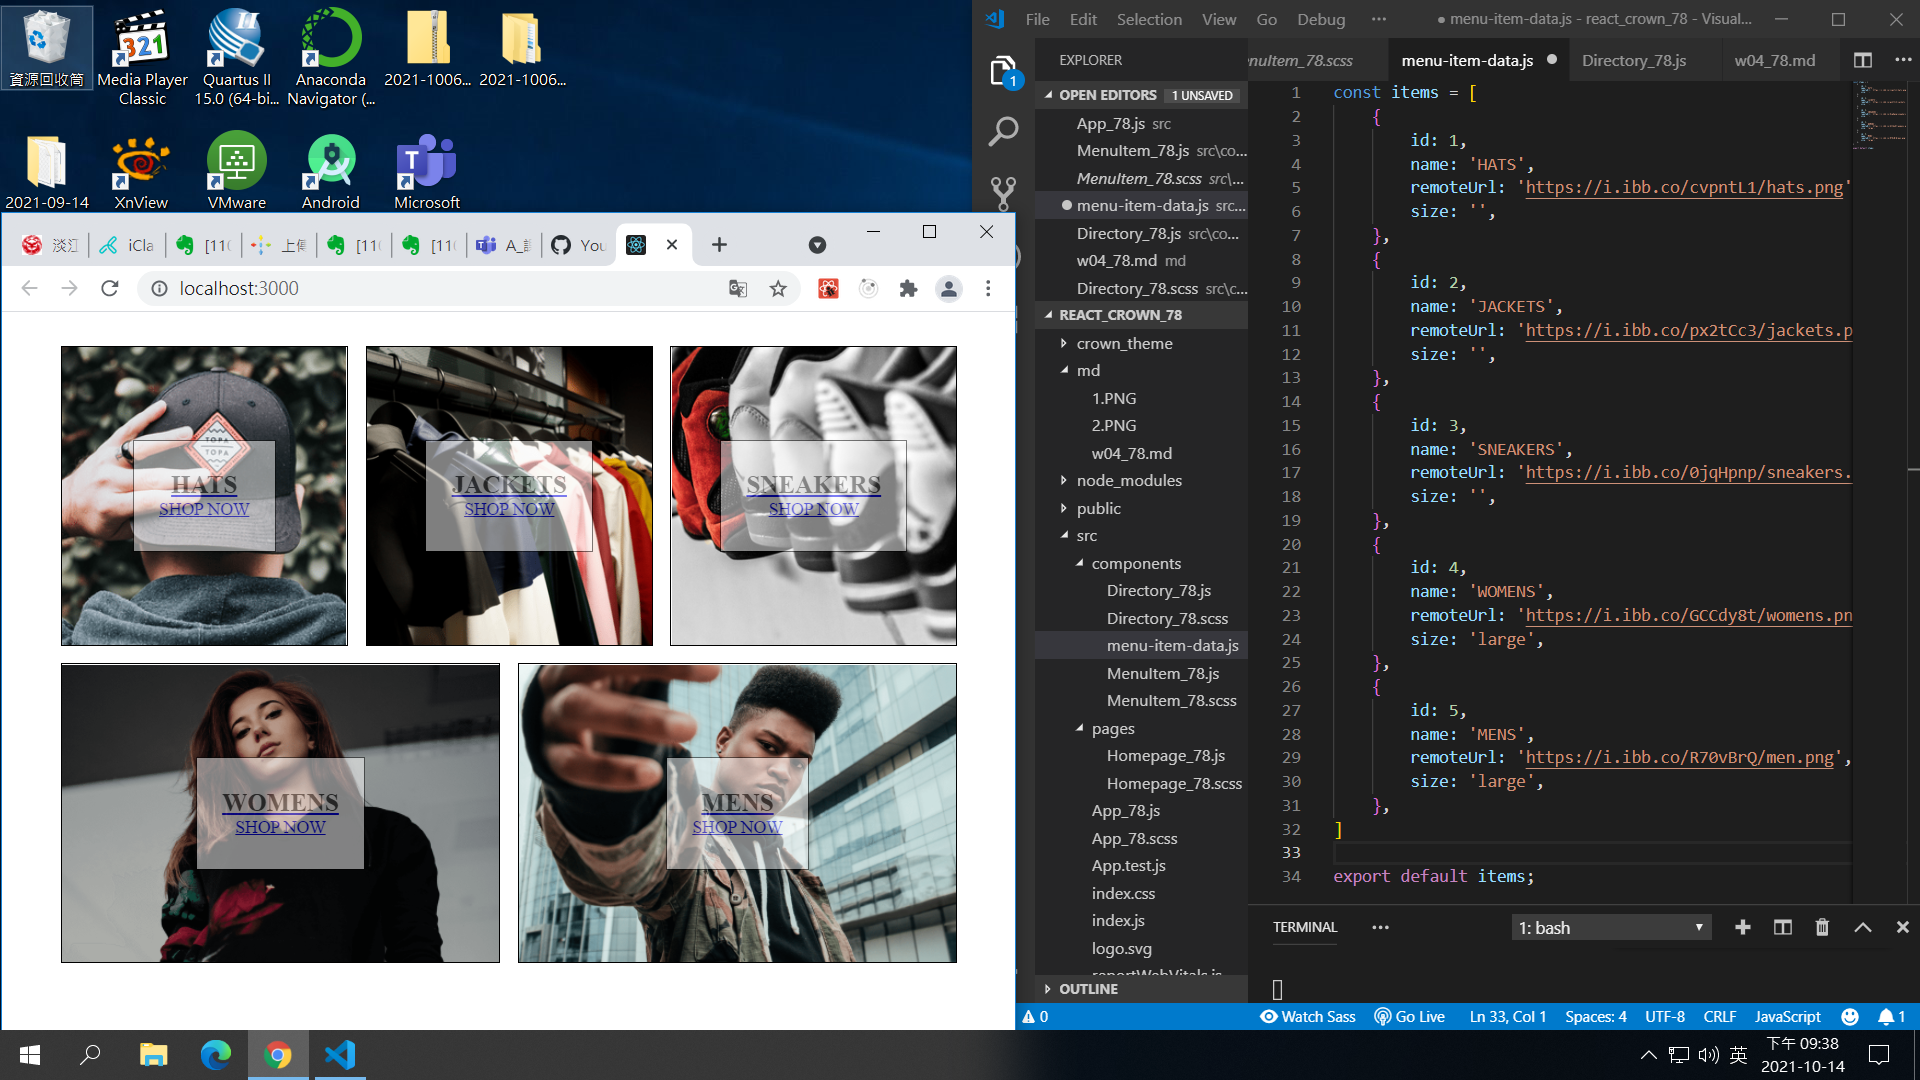 資源回收筒
Media Player
Classic
Quartus II
15.0 (64-bi...
Anaconda
Navigator (...
2021-1006...
2021-1006...
2021-09-14
XnView
VMware
Android
Microsoft
淡江
iCla
[11
上傳
[11
[11
You
localhost:3000
TOPA
TOPA
HATS
SHOP NOW
JACKETS
SHOP NOW
SNEAKERS
SHOP NOW
WOMENS
SHOP NOW
MENS
SHOP NOW
File Edit Selection View Go Debug ···
● menu-item-data.js - react_crown_78 - Visual...
1
EXPLORER
OPEN EDITORS 1 UNSAVED
App_78.js src
MenuItem_78.js src\co...
MenuItem_78.scss src\...
menu-item-data.js src...
Directory_78.js src\co...
w04_78.md md
Directory_78.scss src\c...
REACT_CROWN_78
crown_theme
md
1.PNG
2.PNG
w04_78.md
node_modules
public
src
components
Directory_78.js
Directory_78.scss
menu-item-data.js
MenuItem_78.js
MenuItem_78.scss
pages
Homepage_78.js
Homepage_78.scss
App_78.js
App_78.scss
App.test.js
index.css
index.js
logo.svg
reportWebVitals.js
OUTLINE
enuItem_78.scss
menu-item-data.js
Directory_78.js
w04_78.md
1 const items = [
2 {
3 id: 1,
4 name: 'HATS',
5 remoteUrl: 'https://i.ibb.co/cvpntL1/hats.png'
6 size: '',
7 },
8 {
9 id: 2,
10 name: 'JACKETS',
11 remoteUrl: 'https://i.ibb.co/px2tCc3/jackets.p
12 size: '',
13 },
14 {
15 id: 3,
16 name: 'SNEAKERS',
17 remoteUrl: 'https://i.ibb.co/0jqHpnp/sneakers.
18 size: '',
19 },
20 {
21 id: 4,
22 name: 'WOMENS',
23 remoteUrl: 'https://i.ibb.co/GCCdy8t/womens.pn
24 size: 'large',
25 },
26 {
27 id: 5,
28 name: 'MENS',
29 remoteUrl: 'https://i.ibb.co/R70vBrQ/men.png',
30 size: 'large',
31 },
32 ]
33
34 export default items;
TERMINAL ···
1: bash
0
Watch Sass
Go Live
Ln 33, Col 1
Spaces: 4
UTF-8
CRLF
JavaScript
1
英
下午 09:38
2021-10-14